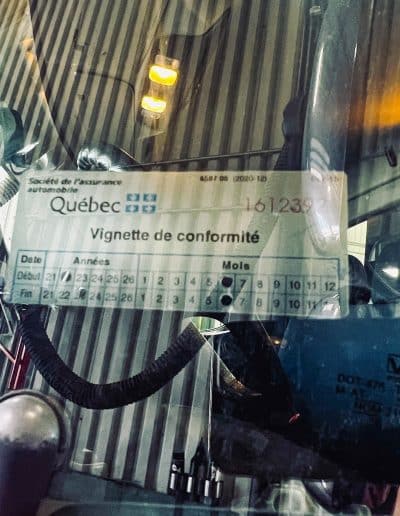 Société de l'assurance
automobile
Québec
(2020-12)
161239
Vignette de conformité
Date Années Mois
Début 21 23 24 25 26 1 2 3 4 5 7 8 9 10 11 12
Fin 21 22 24 25 26 1 2 3 4 5 7 8 9 10 11